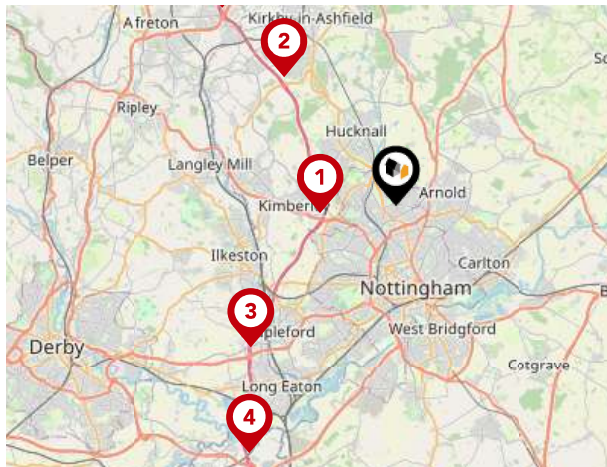 Afreton
Kirkby-in-Ashfield
2
Ripley
Hucknall
Belper
Langley Mill
1
Arnold
Kimberley
Ilkeston
Carlton
Nottingham
3
pleford
West Bridgford
Derby
Cotgrave
Long Eaton
4